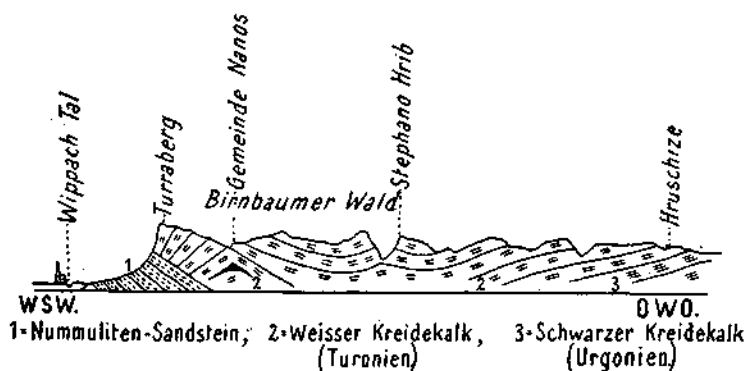 Wippach Tal
Turraberg
Gemeinde Nanos
Birnbaumer Wald
Stephano Hrib
Hruschize
1
2
2
3
WSW.
OWO.
1=Nummuliten-Sandstein, 2=Weisser Kreidekalk, 3=Schwarzer Kreidekalk
(Turonien) (Urgonien)